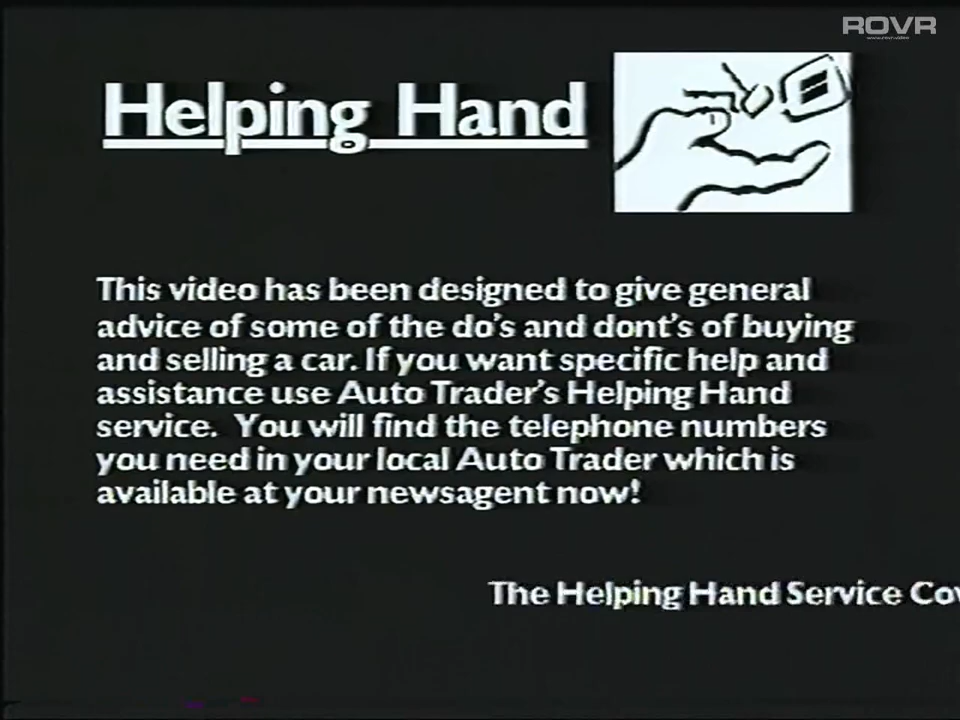 ROVR
Helping Hand
This video has been designed to give general
advice of some of the do's and dont's of buying
and selling a car. If you want specific help and
assistance use Auto Trader's Helping Hand
service. You will find the telephone numbers
you need in your local Auto Trader which is
available at your newsagent now!
The Helping Hand Service